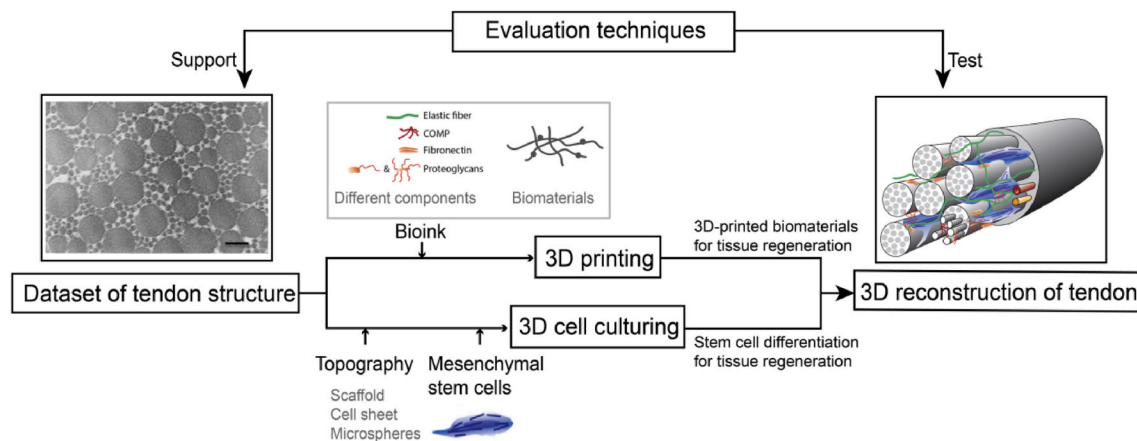 Evaluation techniques
Support
Test
Elastic fiber
COMP
Fibronectin
& Proteoglycans
Different components
Biomaterials
Bioink
3D printing
3D-printed biomaterials
for tissue regeneration
Dataset of tendon structure
3D reconstruction of tendon
3D cell culturing
Stem cell differentiation
for tissue regeneration
Topography
Scaffold
Cell sheet
Microspheres
Mesenchymal
stem cells